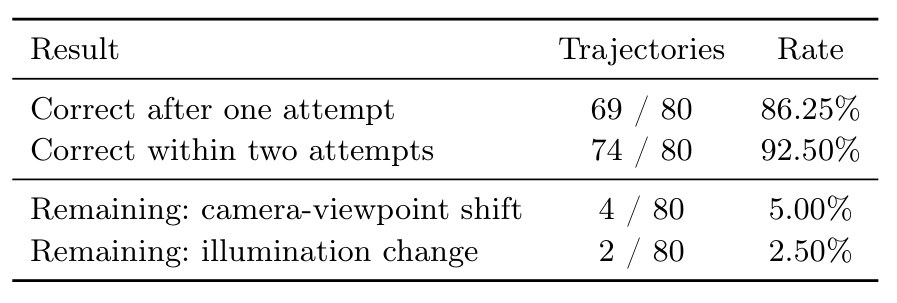 Result Trajectories Rate
Correct after one attempt 69 / 80 86.25%
Correct within two attempts 74 / 80 92.50%
Remaining: camera-viewpoint shift 4 / 80 5.00%
Remaining: illumination change 2 / 80 2.50%